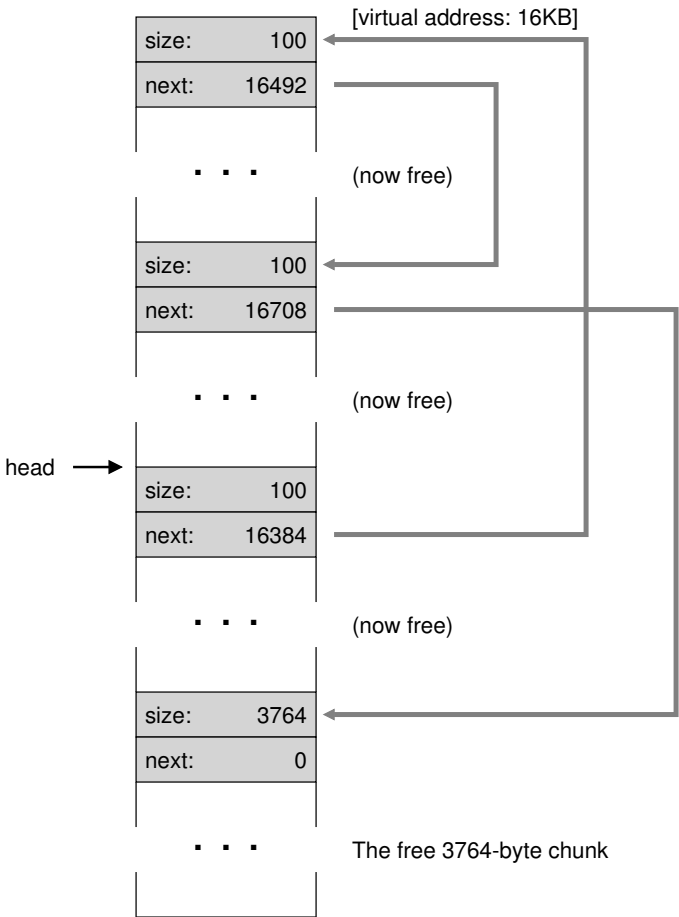 [virtual address: 16KB]
size: 100
next: 16492
. . . (now free)
size: 100
next: 16708
. . . (now free)
head
size: 100
next: 16384
. . . (now free)
size: 3764
next: 0
. . . The free 3764-byte chunk